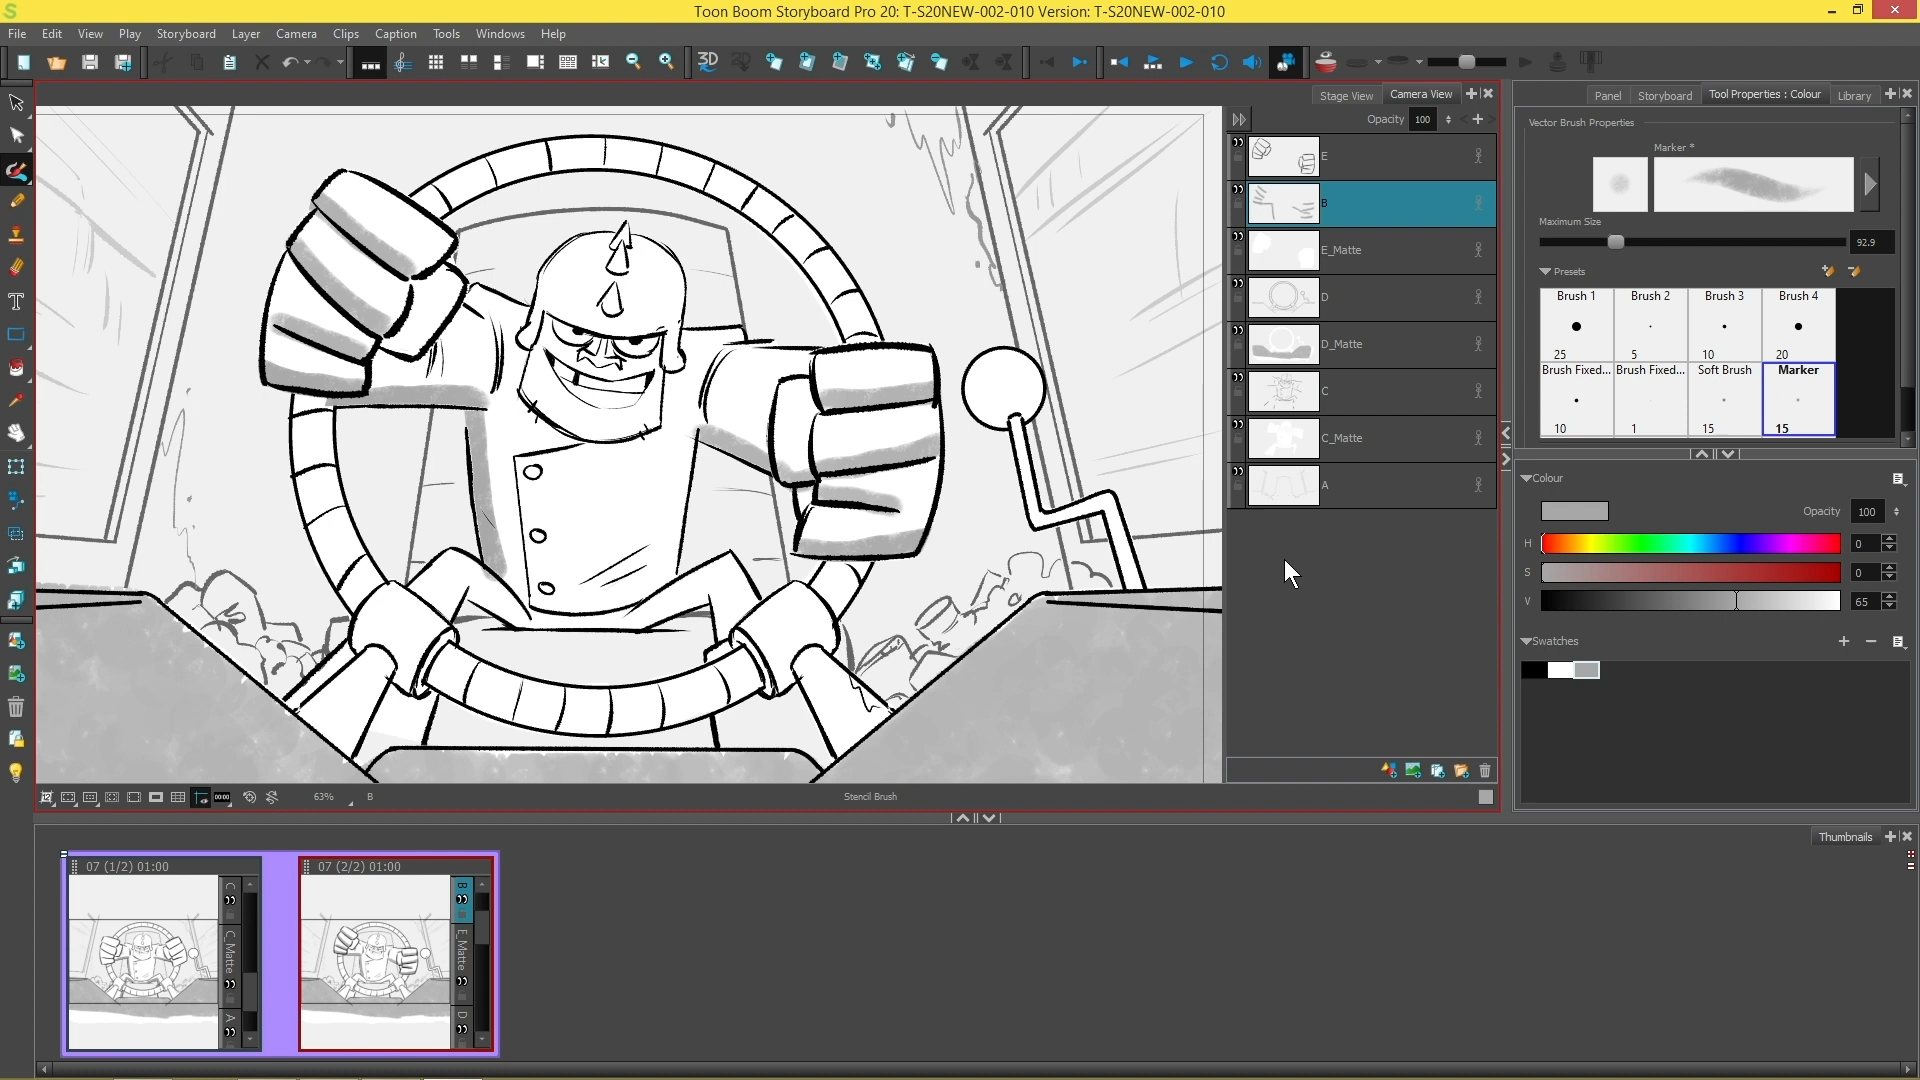 Toon Boom Storyboard Pro 20: T-S20NEW-002-010 Version: T-S20NEW-002-010
File Edit View Play Storyboard Layer Camera Clips Caption Tools Windows Help
3D
Stage View Camera View
Opacity 100
E
B
E_Matte
D
D_Matte
C
C_Matte
A
63% B Stencil Brush
Panel Storyboard Tool Properties : Colour Library
Vector Brush Properties
Marker *
Maximum Size
92.9
Presets
Brush 1 Brush 2 Brush 3 Brush 4
25 5 10 20
Brush Fixed... Brush Fixed... Soft Brush Marker
10 1 15 15
Colour
Opacity 100
H 0
S 0
V 65
Swatches
Thumbnails
07 (1/2) 01:00
C
C_Matte
A
07 (2/2) 01:00
B
E_Matte
D